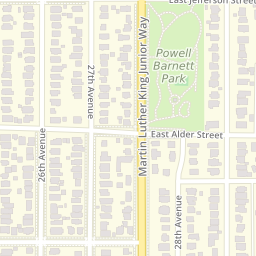 East Jefferson Street
Powell
Barnett
Park
27th Avenue
Martin Luther King Junior Way
East Alder Street
26th Avenue
28th Avenue